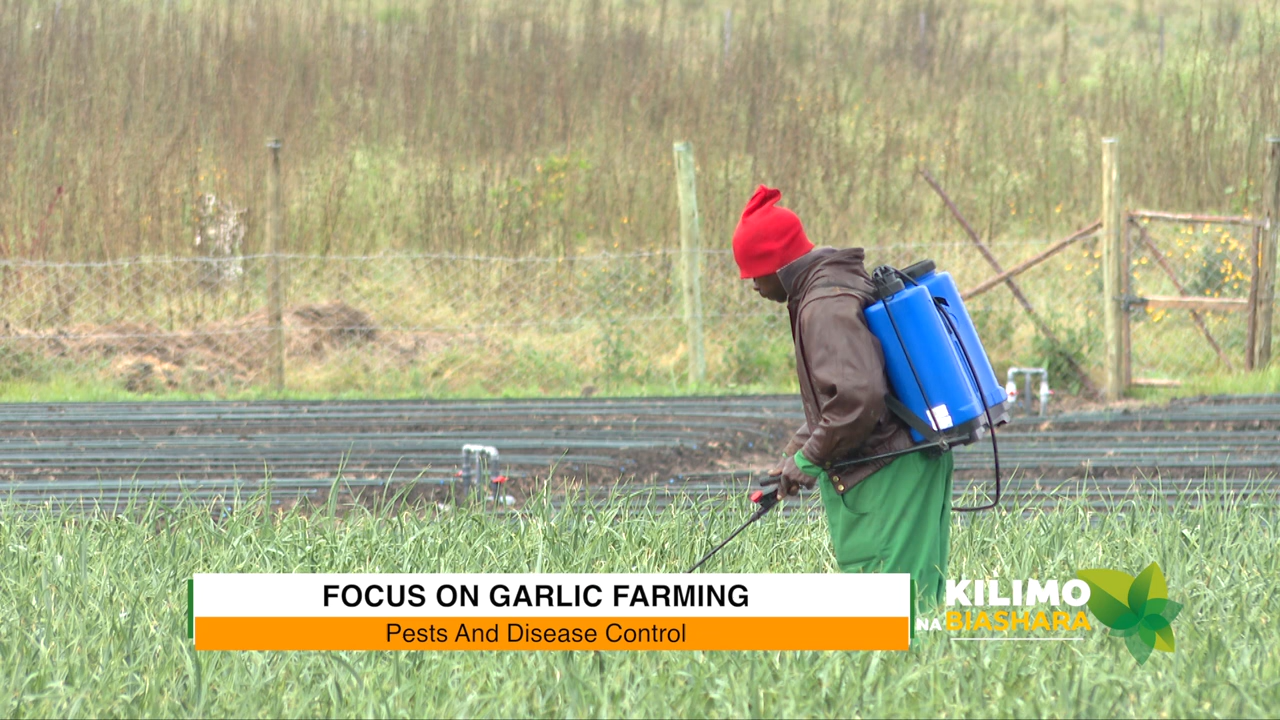 FOCUS ON GARLIC FARMING
Pests And Disease Control
KILIMO
NA BIASHARA